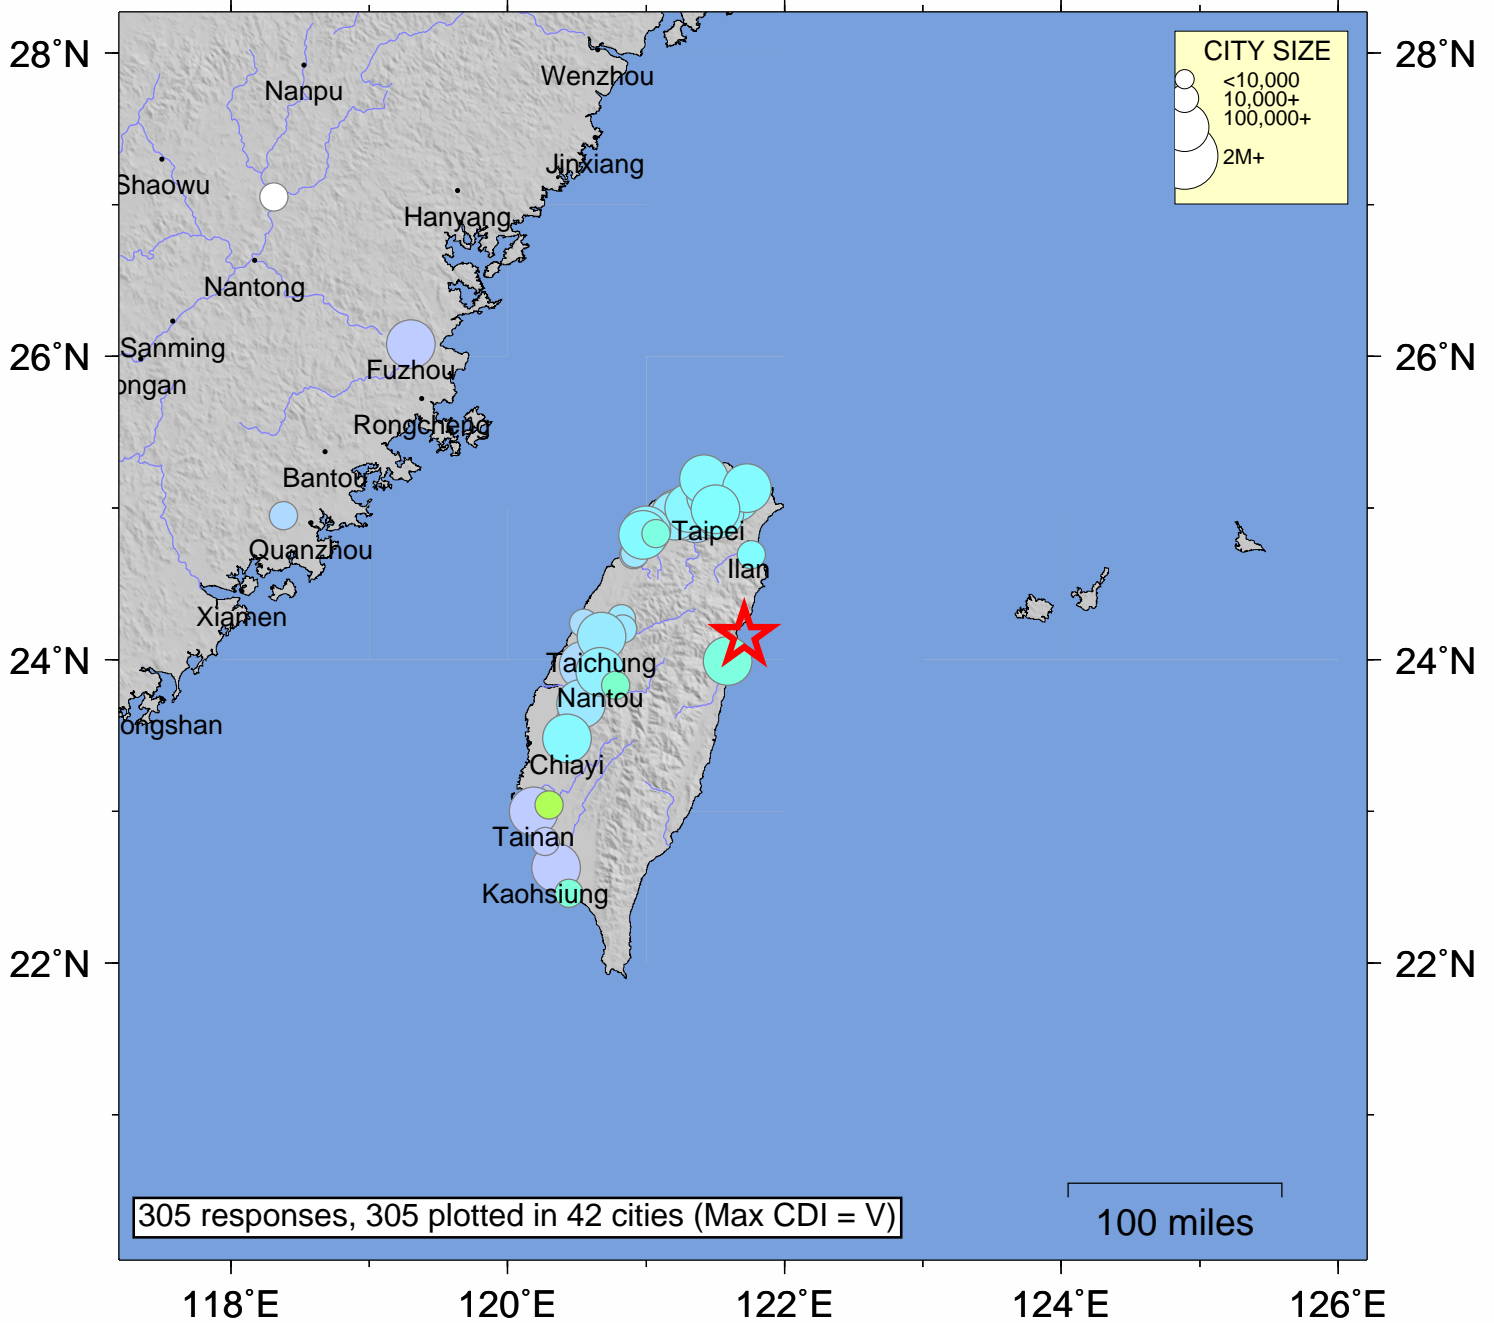 28°N
28°N
CITY SIZE
<10,000
10,000+
100,000+
2M+
Wenzhou
Nanpu
Jinxiang
Shaowu
Hanyang
Nantong
Sanming
26°N
26°N
Fuzhou
ongan
Rongcheng
Bantou
Taipei
Quanzhou
Ilan
Xiamen
24°N
24°N
Taichung
Nantou
ongshan
Chiayi
Tainan
Kaohsiung
22°N
22°N
305 responses, 305 plotted in 42 cities (Max CDI = V)
100 miles
118°E
120°E
122°E
124°E
126°E